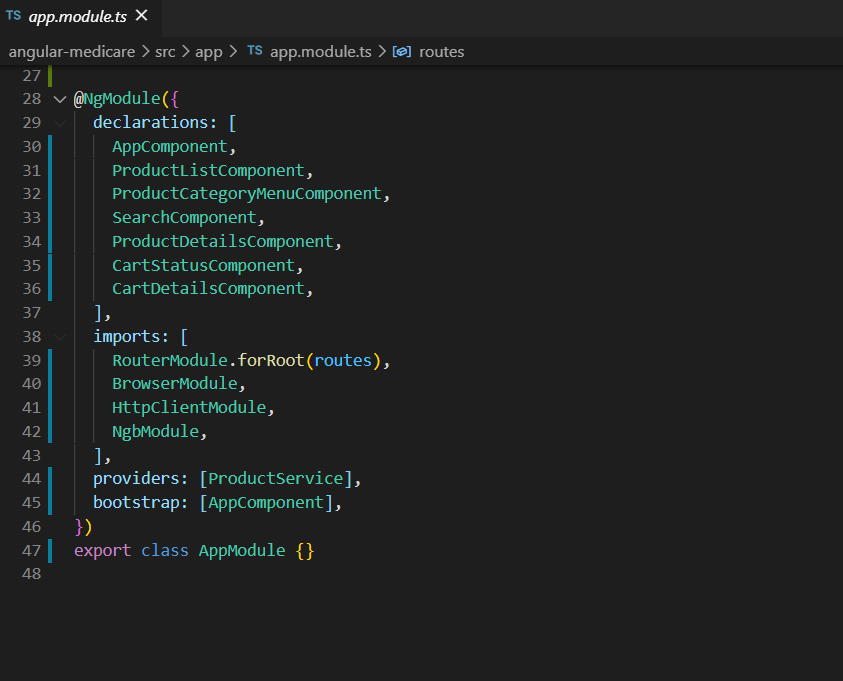 TS app.module.ts
angular-medicare > src > app > TS app.module.ts > routes
27
28 @NgModule({
29 declarations: [
30 AppComponent,
31 ProductListComponent,
32 ProductCategoryMenuComponent,
33 SearchComponent,
34 ProductDetailsComponent,
35 CartStatusComponent,
36 CartDetailsComponent,
37 ],
38 imports: [
39 RouterModule.forRoot(routes),
40 BrowserModule,
41 HttpClientModule,
42 NgbModule,
43 ],
44 providers: [ProductService],
45 bootstrap: [AppComponent],
46 })
47 export class AppModule {}
48